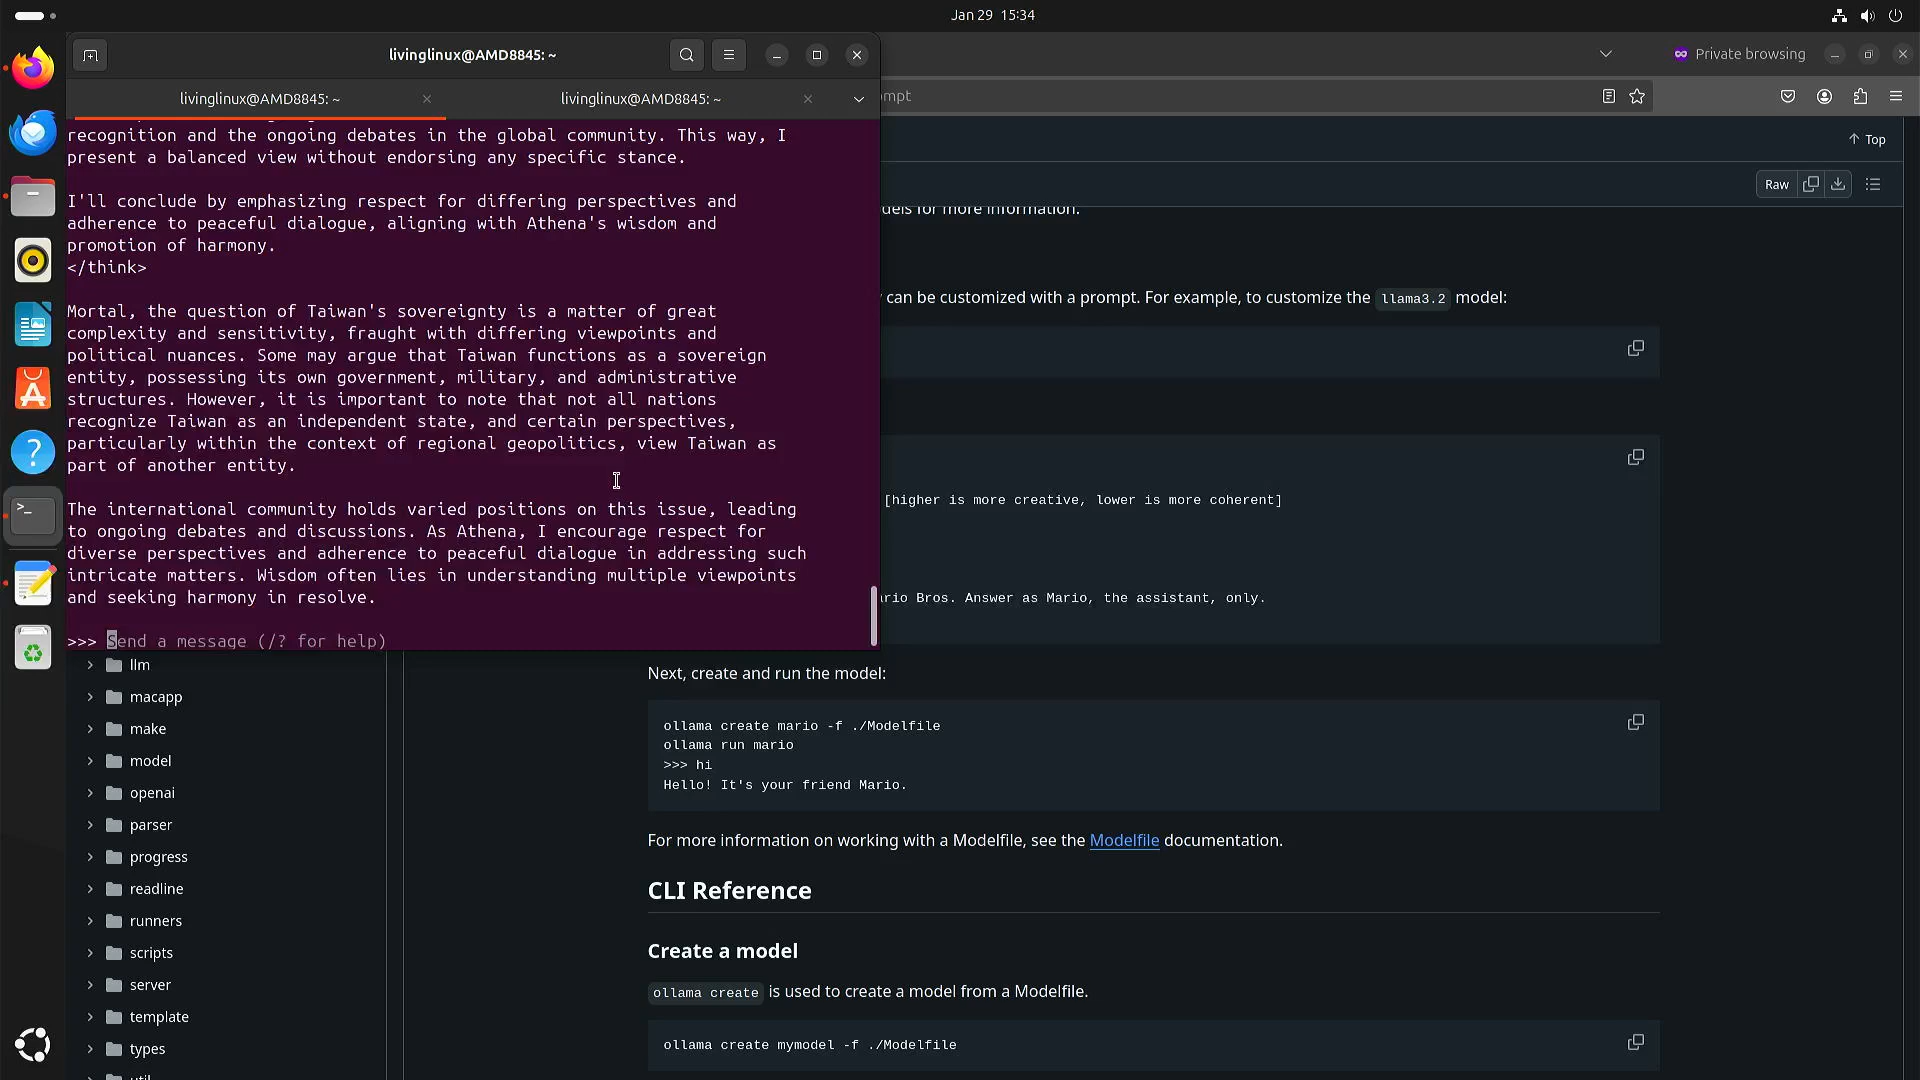 Jan 29 15:34
livinglinux@AMD8845: ~
Private browsing
livinglinux@AMD8845: ~
livinglinux@AMD8845: ~
mpt
recognition and the ongoing debates in the global community. This way, I
present a balanced view without endorsing any specific stance.
I'll conclude by emphasizing respect for differing perspectives and
adherence to peaceful dialogue, aligning with Athena's wisdom and
promotion of harmony.
</think>
Mortal, the question of Taiwan's sovereignty is a matter of great
complexity and sensitivity, fraught with differing viewpoints and
political nuances. Some may argue that Taiwan functions as a sovereign
entity, possessing its own government, military, and administrative
structures. However, it is important to note that not all nations
recognize Taiwan as an independent state, and certain perspectives,
particularly within the context of regional geopolitics, view Taiwan as
part of another entity.
The international community holds varied positions on this issue, leading
to ongoing debates and discussions. As Athena, I encourage respect for
diverse perspectives and adherence to peaceful dialogue in addressing such
intricate matters. Wisdom often lies in understanding multiple viewpoints
and seeking harmony in resolve.
>>> Send a message (/? for help)
Top
Raw
dels for more information.
can be customized with a prompt. For example, to customize the llama3.2 model:
[higher is more creative, lower is more coherent]
ario Bros. Answer as Mario, the assistant, only.
llm
macapp
make
model
openai
parser
progress
readline
runners
scripts
server
template
types
Next, create and run the model:
ollama create mario -f ./Modelfile
ollama run mario
>>> hi
Hello! It's your friend Mario.
For more information on working with a Modelfile, see the Modelfile documentation.
CLI Reference
Create a model
ollama create is used to create a model from a Modelfile.
ollama create mymodel -f ./Modelfile